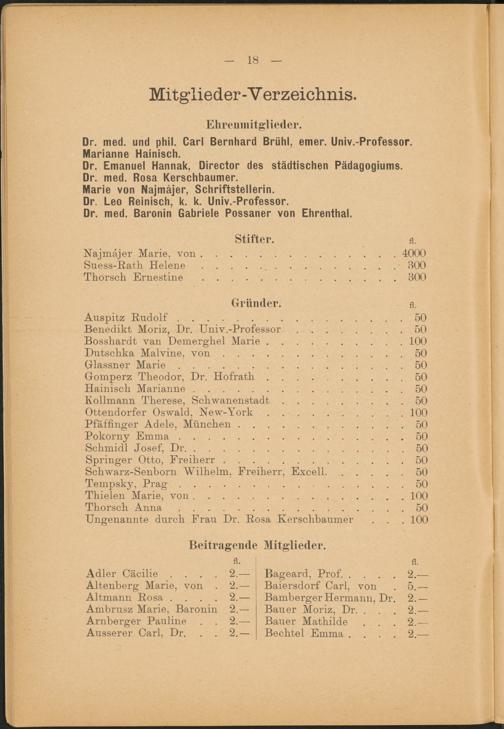 — 18 —
Mitglieder-Verzeichnis.
Ehrenmitglieder.
Dr. med. und phil. Carl Bernhard Brühl, emer. Univ.-Professor.
Marianne Hainisch.
Dr. Emanuel Hannak, Director des städtischen Pädagogiums.
Dr. med. Rosa Kerschbaumer.
Marie von Najmájer, Schriftstellerin.
Dr. Leo Reinisch, k. k. Univ.-Professor.
Dr. med. Baronin Gabriele Possaner von Ehrenthal.
Stifter. fl.
Najmájer Marie, von . . . . . . . . . . . . . 4000
Suess-Rath Helene . . . . . . . . . . . . . 300
Thorsch Ernestine . . . . . . . . . . . . . 300
Gründer. fl.
Auspitz Rudolf . . . . . . . . . . . . . . 50
Benedikt Moriz, Dr. Univ.-Professor . . . . . . . . 50
Bosshardt van Demerghel Marie . . . . . . . . . 100
Dutschka Malvine, von . . . . . . . . . . . . 50
Glassner Marie . . . . . . . . . . . . . . 50
Gomperz Theodor, Dr. Hofrath . . . . . . . . . 50
Hainisch Marianne . . . . . . . . . . . . . 50
Kollmann Therese, Schwanenstadt . . . . . . . . 50
Ottendorfer Oswald, New-York . . . . . . . . . 100
Pfäffinger Adele, München . . . . . . . . . . . 50
Pokorny Emma . . . . . . . . . . . . . . 50
Schmidl Josef, Dr. . . . . . . . . . . . . . 50
Springer Otto, Freiherr . . . . . . . . . . . . 50
Schwarz-Senborn Wilhelm, Freiherr, Excell. . . . . . 50
Tempsky, Prag . . . . . . . . . . . . . . 50
Thielen Marie, von . . . . . . . . . . . . . 100
Thorsch Anna . . . . . . . . . . . . . . 50
Ungenannte durch Frau Dr. Rosa Kerschbaumer . . . 100
Beitragende Mitglieder.
fl.
Adler Cäcilie . . . . 2.—
Altenberg Marie, von . 2.—
Altmann Rosa . . . . 2.—
Ambrusz Marie, Baronin 2.—
Arnberger Pauline . . 2.—
Ausserer Carl, Dr. . . 2.—
fl.
Bageard, Prof. . . . . 2.—
Baiersdorf Carl, von . 5.—
Bamberger Hermann, Dr. 2.—
Bauer Moriz, Dr. . . . 2.—
Bauer Mathilde . . . 2.—
Bechtel Emma . . . . 2.—